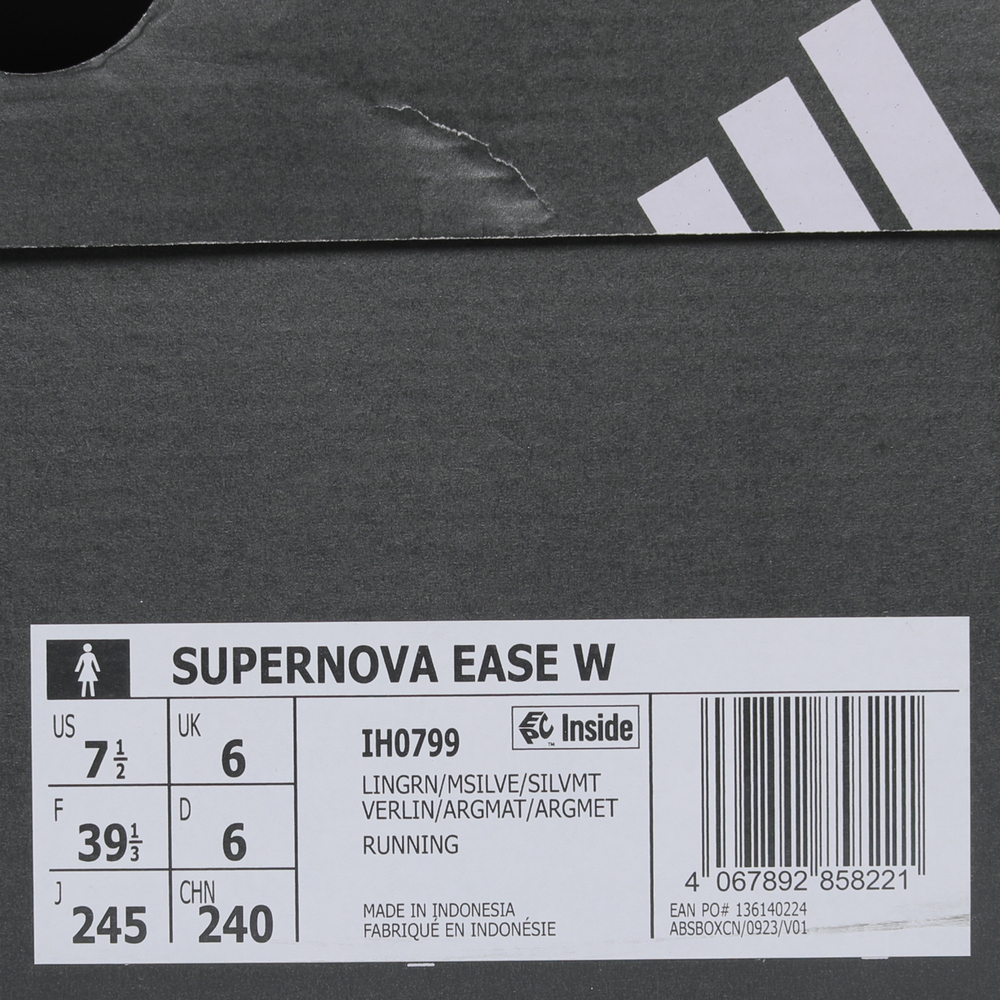 SUPERNOVA EASE W
US 7 1/2
UK 6
F 39 1/3
D 6
J 245
CHN 240
IH0799
EPC Inside
™
LINGRN/MSILVE/SILVMT
VERLIN/ARGMAT/ARGMET
RUNNING
MADE IN INDONESIA
FABRIQUÉ EN INDONÉSIE
4 067892 858221
EAN PO# 136140224
ABSBOXCN/0923/V01